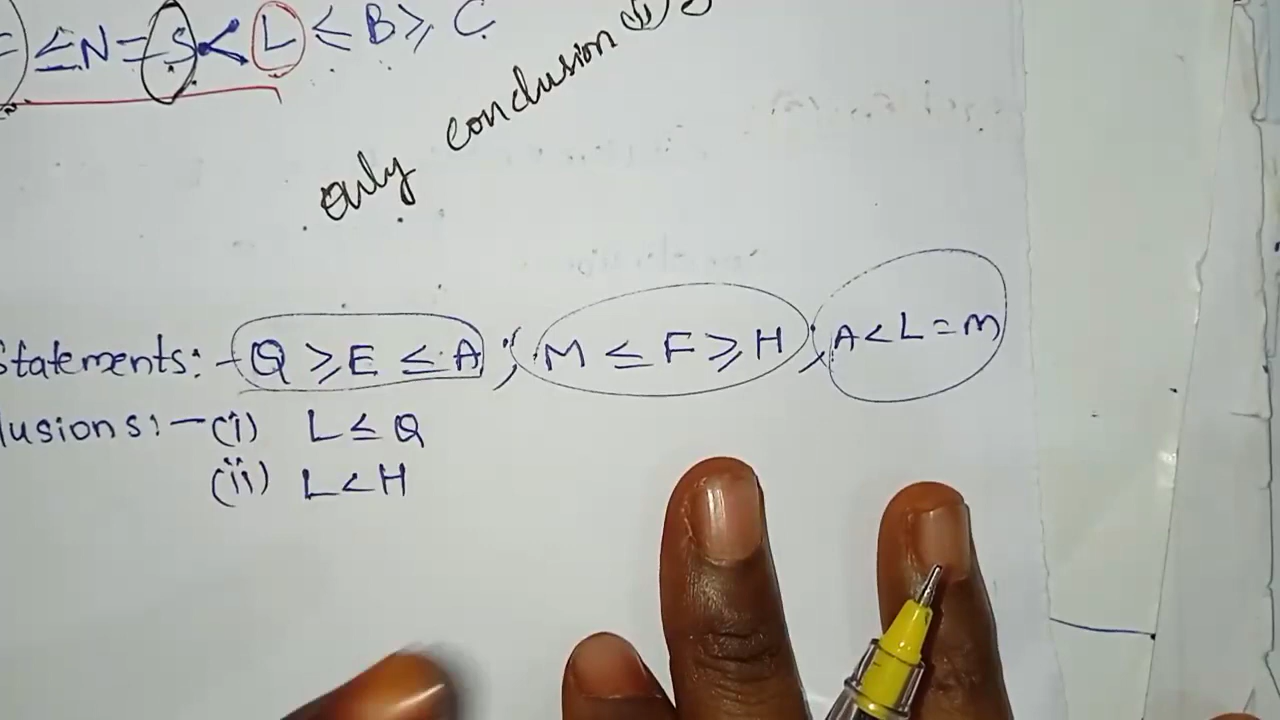 ≤N=S<L≤B≥C
only conclusion
Statements:- Q≥E≤A; M≤F≥H; A<L=M
lusions:-(i) L≤Q
(ii) L<H